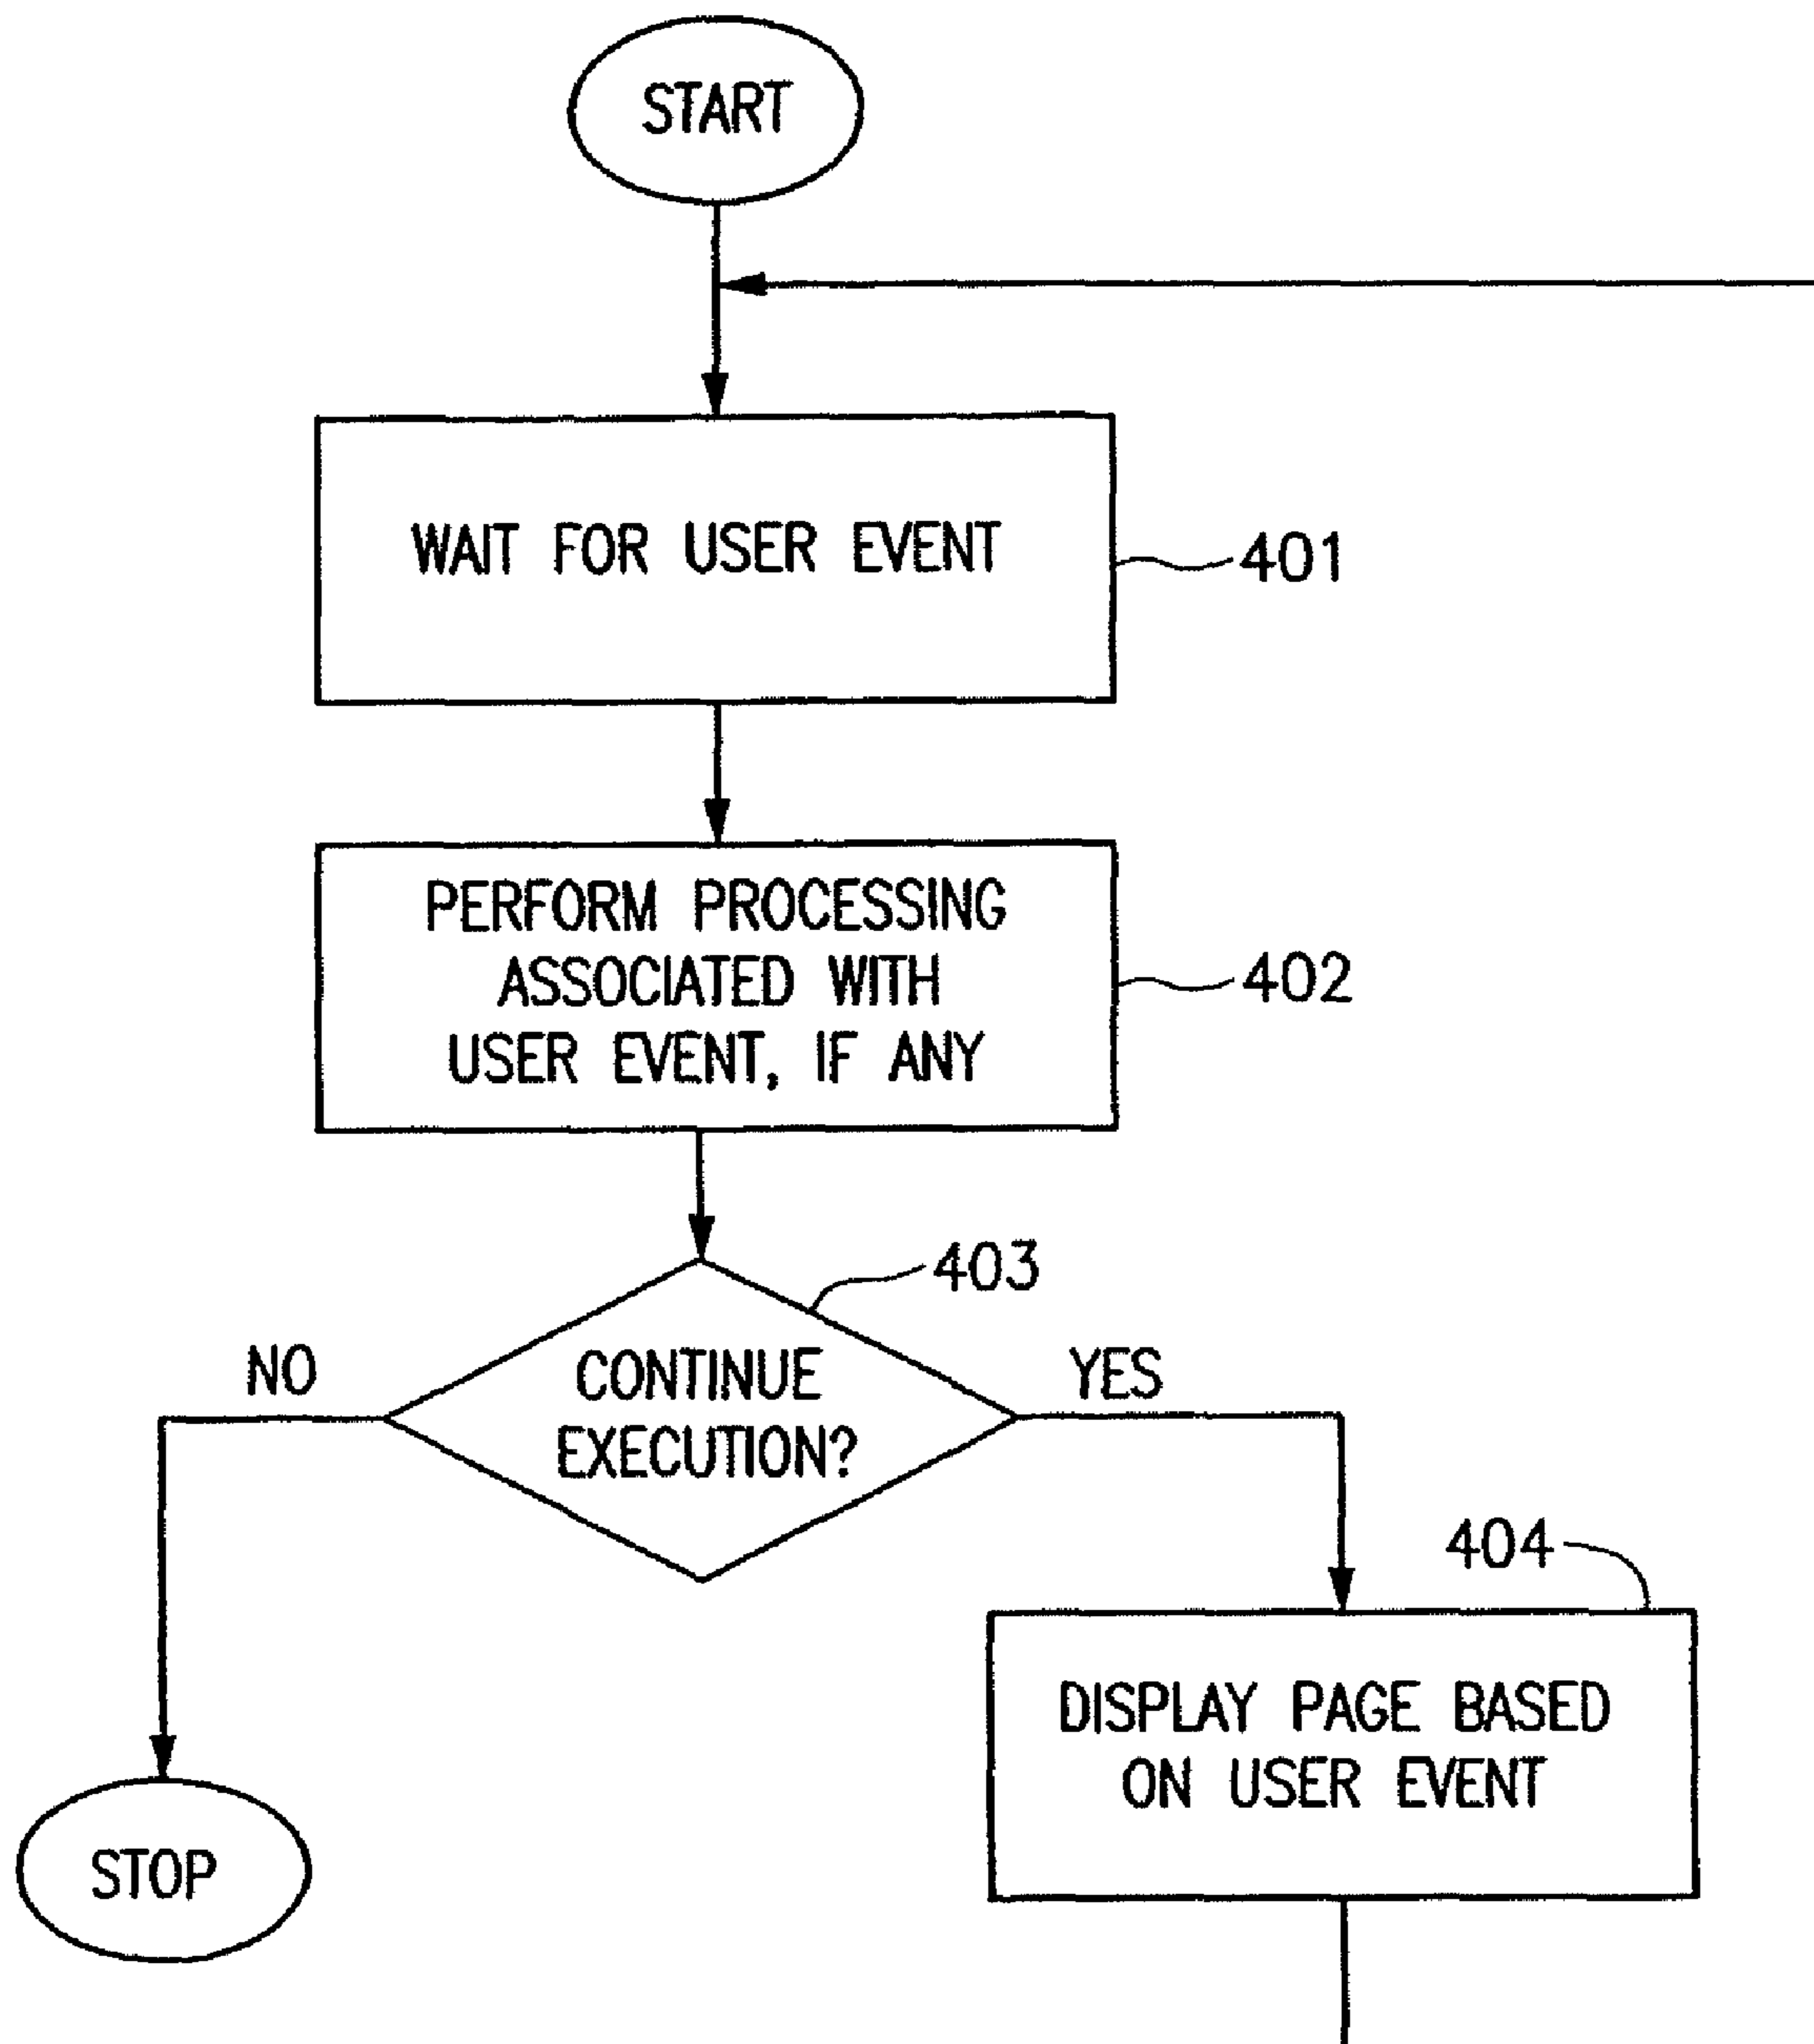 START
WAIT FOR USER EVENT
401
PERFORM PROCESSING
ASSOCIATED WITH
USER EVENT, IF ANY
402
403
NO
CONTINUE
EXECUTION?
YES
404
DISPLAY PAGE BASED
ON USER EVENT
STOP